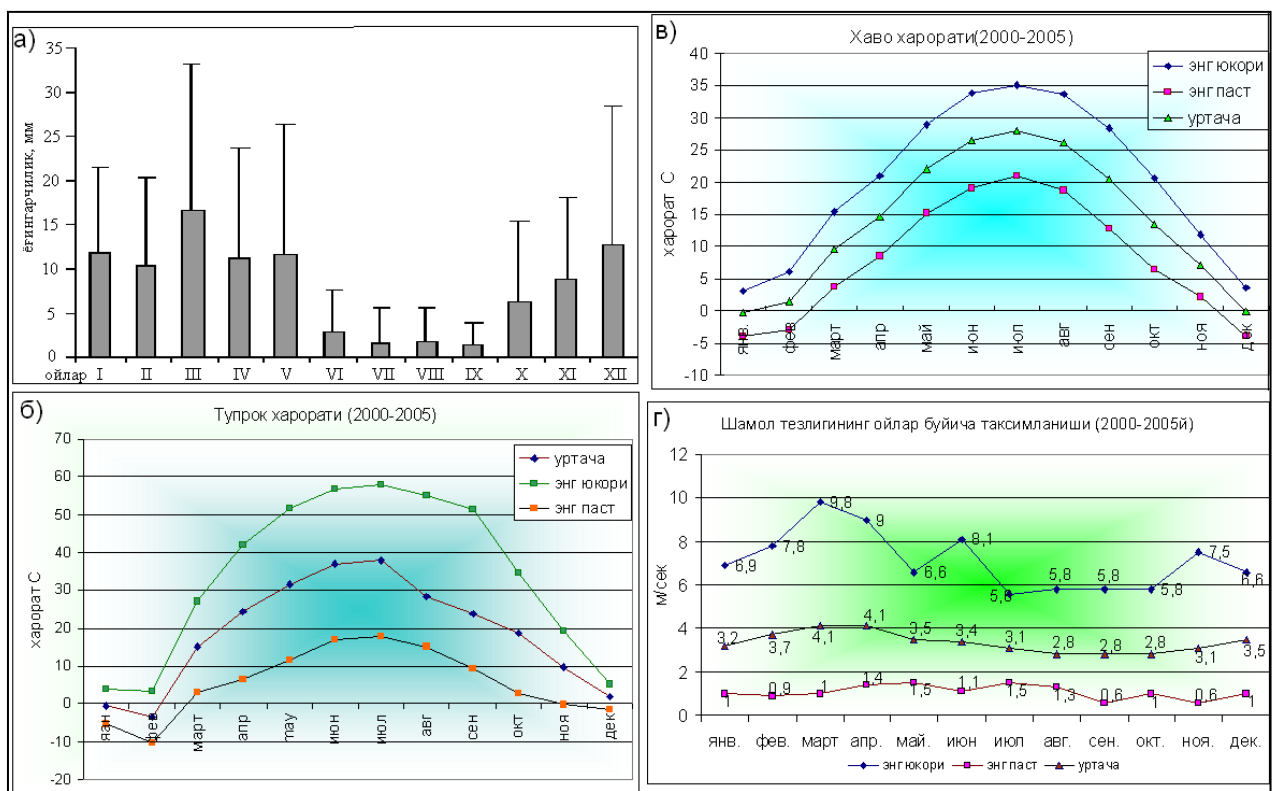 а)
35
30
25
20
15
10
5
0
ёғингарчилик, мм
ойлар I II III IV V VI VII VIII IX X XI XII
в)
Хаво харорати(2000-2005)
40
35
30
25
20
15
10
5
0
-5
-10
харорат С
янв. фев март апр май июн июл авг сен окт ноя дек
энг юкори
энг паст
уртача
б)
Тупрок харорати (2000-2005)
70
60
50
40
30
20
10
0
-10
-20
харорат С
яан фев март апр may июн июл авг сен окт ноя дек
уртача
энг юкори
энг паст
г)
Шамол тезлигининг ойлар буйича таксимланиши (2000-2005й)
12
10
8
6
4
2
0
м/сек
6,9 7,8 9,8 9 6,6 8,1 5,6 5,8 5,8 5,8 7,5 6,6
3,2 3,7 4,1 4,1 3,5 3,4 3,1 2,8 2,8 2,8 3,1 3,5
1 0,9 1 1,4 1,5 1,1 1,5 1,3 0,6 1 0,6 1
янв. фев. март апр. май. июн июл авг. сен. окт. ноя. дек.
энг юкори энг паст уртача